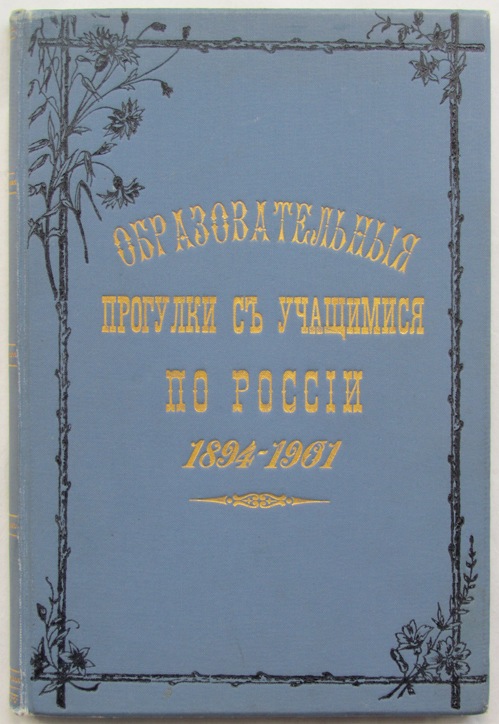 ОБРАЗОВАТЕЛЬНЫЯ
ПРОГУЛКИ СЪ УЧАЩИМИСЯ
ПО РОССІИ
1894-1901